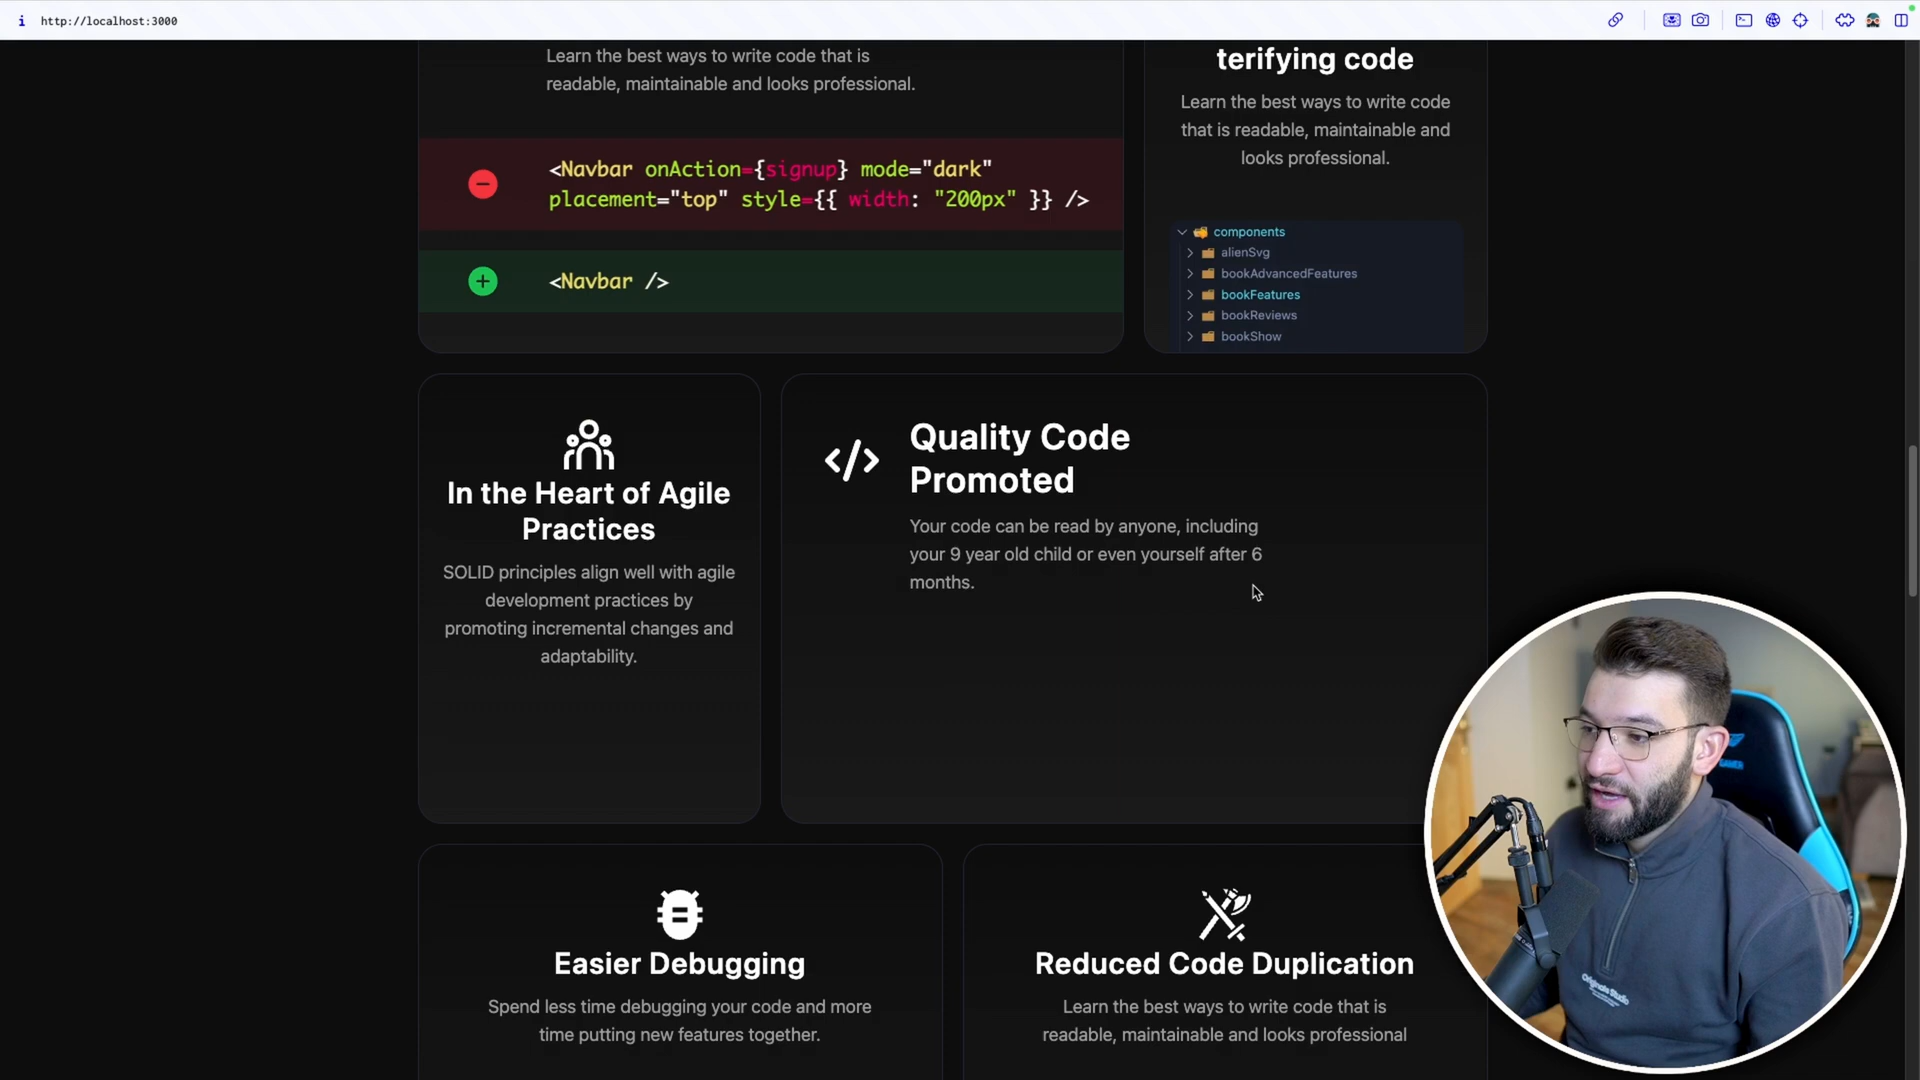 i http://localhost:3000
Learn the best ways to write code that is
readable, maintainable and looks professional.
<Navbar onAction={signup} mode="dark"
placement="top" style={{ width: "200px" }} />
<Navbar />
terifying code
Learn the best ways to write code
that is readable, maintainable and
looks professional.
components
alienSvg
bookAdvancedFeatures
bookFeatures
bookReviews
bookShow
In the Heart of Agile
Practices
SOLID principles align well with agile
development practices by
promoting incremental changes and
adaptability.
</>
Quality Code
Promoted
Your code can be read by anyone, including
your 9 year old child or even yourself after 6
months.
Easier Debugging
Spend less time debugging your code and more
time putting new features together.
Reduced Code Duplication
Learn the best ways to write code that is
readable, maintainable and looks professional
Originals Studio